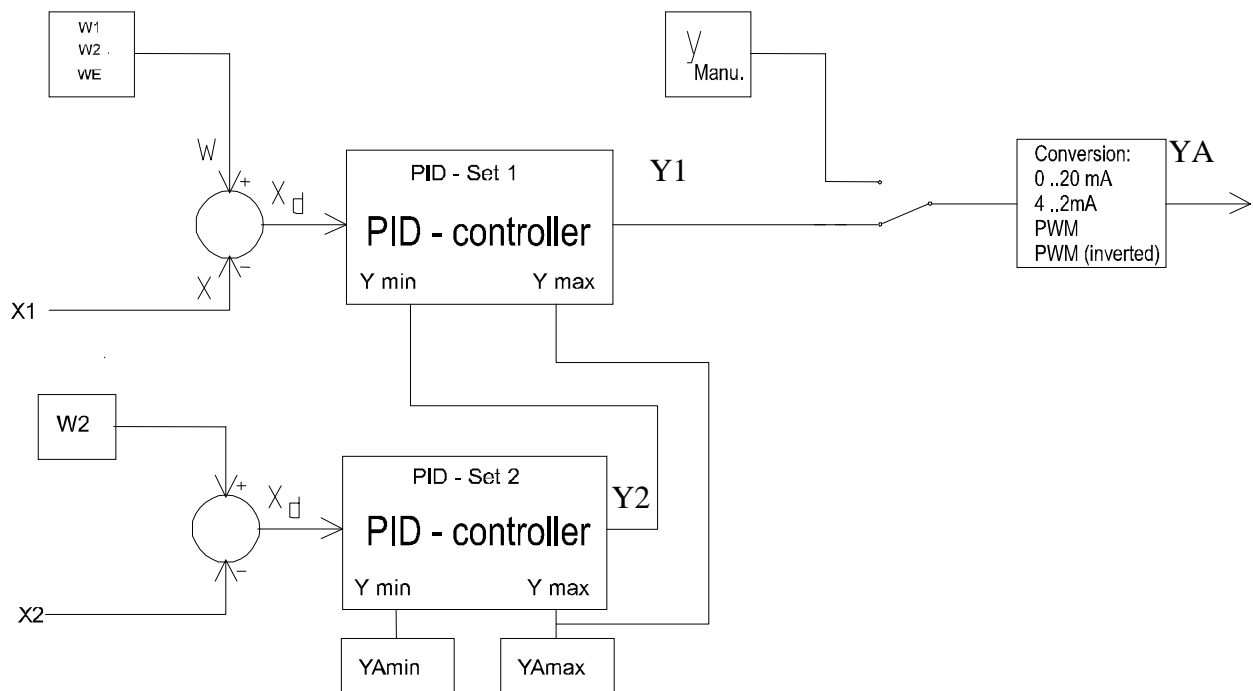 W1
W2 .
WE
y
Manu.
W
+
X d
-
X
X1
PID - Set 1
PID - controller
Y min Y max
Y1
Conversion:
0 ..20 mA
4 ..2mA
PWM
PWM (inverted)
YA
W2
+
X d
-
X2
PID - Set 2
PID - controller
Y min Y max
Y2
YAmin
YAmax